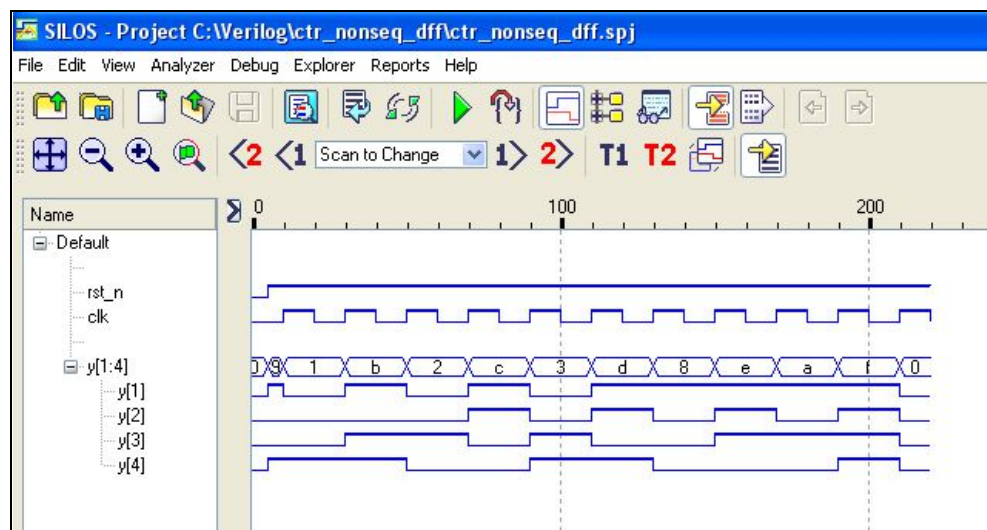 SILOS - Project C:\Verilog\ctr_nonseq_dff\ctr_nonseq_dff.spj
File Edit View Analyzer Debug Explorer Reports Help
2 1 Scan to Change 1 2 T1 T2
Name 0 100 200
Default
rst_n
clk
y[1:4] 0 9 1 b 2 c 3 d 8 e a f 0
y[1]
y[2]
y[3]
y[4]